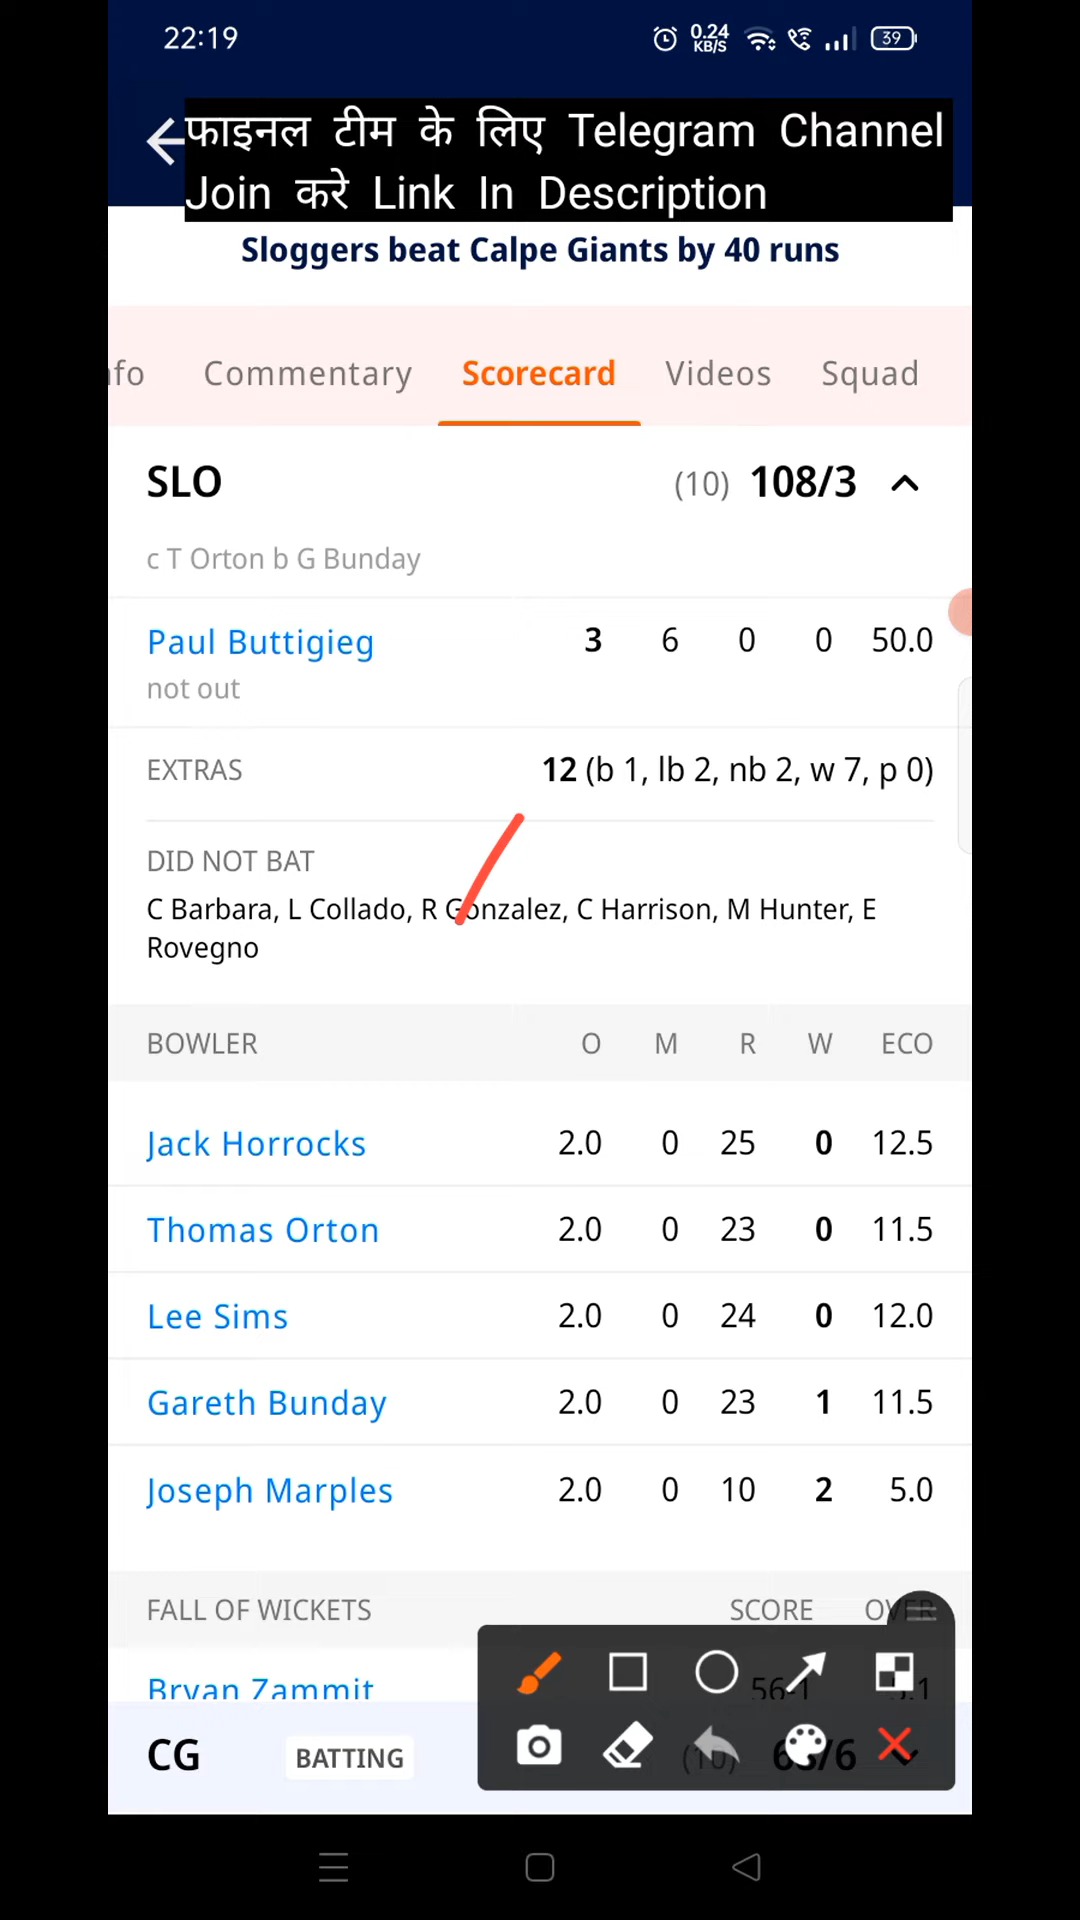 22:19
0.24
KB/S
39
फाइनल टीम के लिए Telegram Channel
Join करे Link In Description
Sloggers beat Calpe Giants by 40 runs
nfo Commentary Scorecard Videos Squad
SLO (10) 108/3
c T Orton b G Bunday
Paul Buttigieg 3 6 0 0 50.0
not out
EXTRAS 12 (b 1, lb 2, nb 2, w 7, p 0)
DID NOT BAT
C Barbara, L Collado, R Gonzalez, C Harrison, M Hunter, E
Rovegno
BOWLER O M R W ECO
Jack Horrocks 2.0 0 25 0 12.5
Thomas Orton 2.0 0 23 0 11.5
Lee Sims 2.0 0 24 0 12.0
Gareth Bunday 2.0 0 23 1 11.5
Joseph Marples 2.0 0 10 2 5.0
FALL OF WICKETS SCORE OVER
Bryan Zammit 56-1
CG BATTING (10)